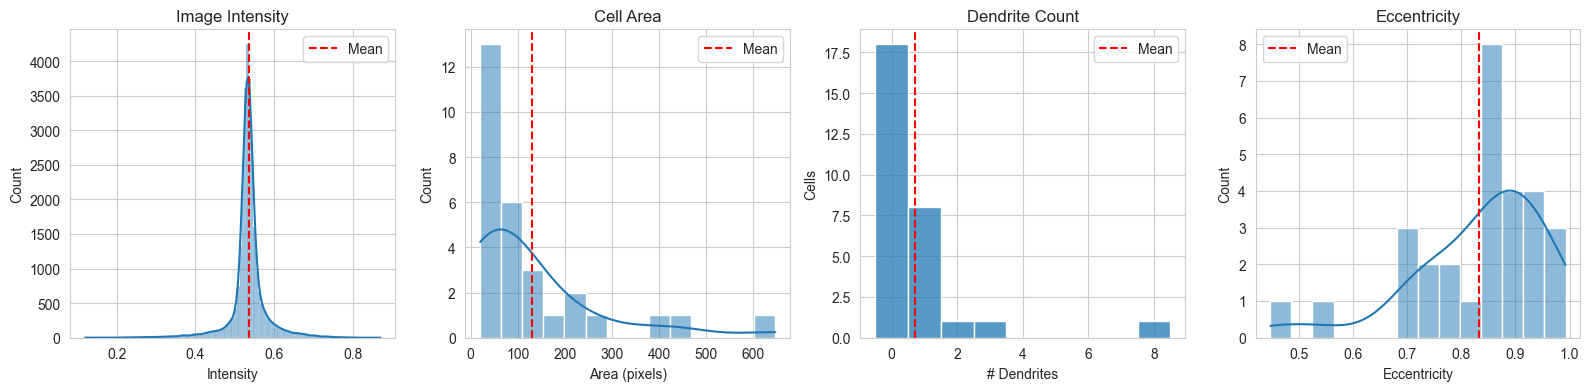 Image Intensity
Mean
4000
3500
3000
2500
2000
1500
1000
500
0
Count
0.2 0.4 0.6 0.8
Intensity
Cell Area
Mean
12
10
8
6
4
2
0
Count
0 100 200 300 400 500 600
Area (pixels)
Dendrite Count
Mean
17.5
15.0
12.5
10.0
7.5
5.0
2.5
0.0
Cells
0 2 4 6 8
# Dendrites
Eccentricity
Mean
8
7
6
5
4
3
2
1
0
Count
0.5 0.6 0.7 0.8 0.9 1.0
Eccentricity